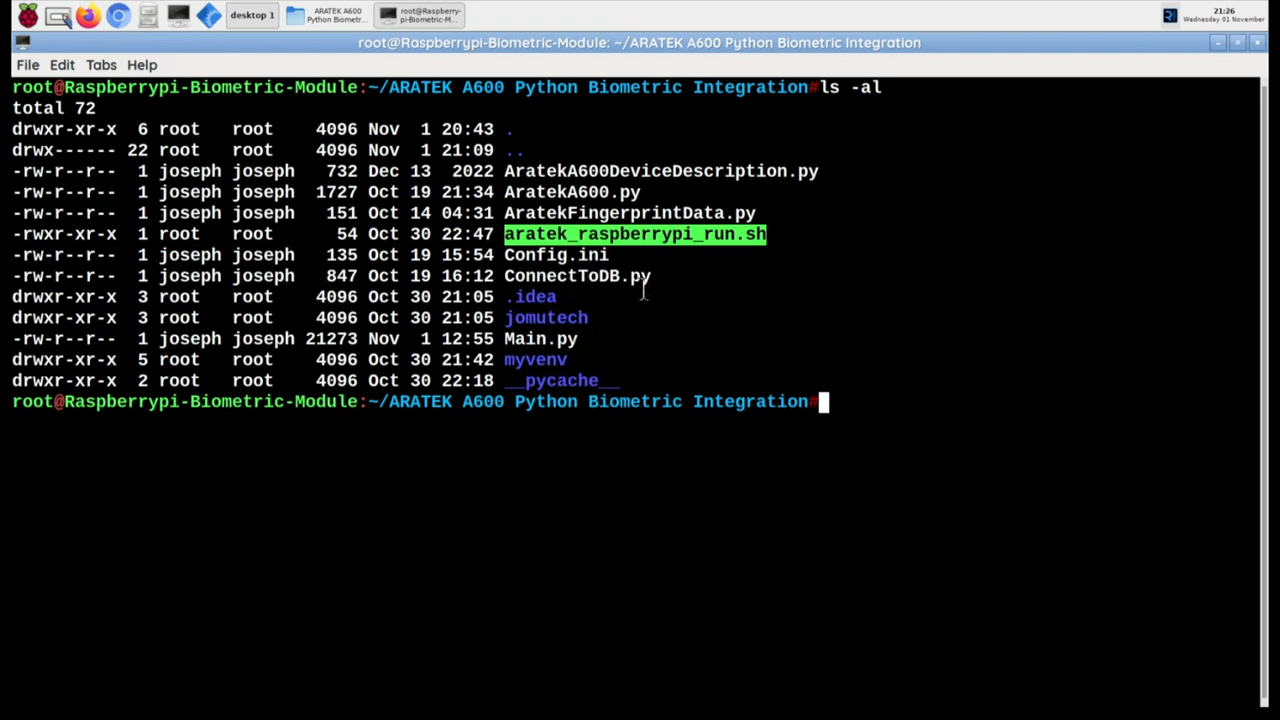 desktop 1
ARATEK A600
Python Biometr...
root@Raspberry-
pi-Biometric-M...
21:26
Wednesday 01 November
root@Raspberrypi-Biometric-Module: ~/ARATEK A600 Python Biometric Integration
File Edit Tabs Help
root@Raspberrypi-Biometric-Module:~/ARATEK A600 Python Biometric Integration#ls -al
total 72
drwxr-xr-x  6 root   root    4096 Nov  1 20:43 .
drwx------ 22 root   root    4096 Nov  1 21:09 ..
-rw-r--r--  1 joseph joseph   732 Dec 13  2022 AratekA600DeviceDescription.py
-rw-r--r--  1 joseph joseph  1727 Oct 19 21:34 AratekA600.py
-rw-r--r--  1 joseph joseph   151 Oct 14 04:31 AratekFingerprintData.py
-rwxr-xr-x  1 root   root      54 Oct 30 22:47 aratek_raspberrypi_run.sh
-rw-r--r--  1 joseph joseph   135 Oct 19 15:54 Config.ini
-rw-r--r--  1 joseph joseph   847 Oct 19 16:12 ConnectToDB.py
drwxr-xr-x  3 root   root    4096 Oct 30 21:05 .idea
drwxr-xr-x  3 root   root    4096 Oct 30 21:05 jomutech
-rw-r--r--  1 joseph joseph 21273 Nov  1 12:55 Main.py
drwxr-xr-x  5 root   root    4096 Oct 30 21:42 myvenv
drwxr-xr-x  2 root   root    4096 Oct 30 22:18 __pycache__
root@Raspberrypi-Biometric-Module:~/ARATEK A600 Python Biometric Integration#